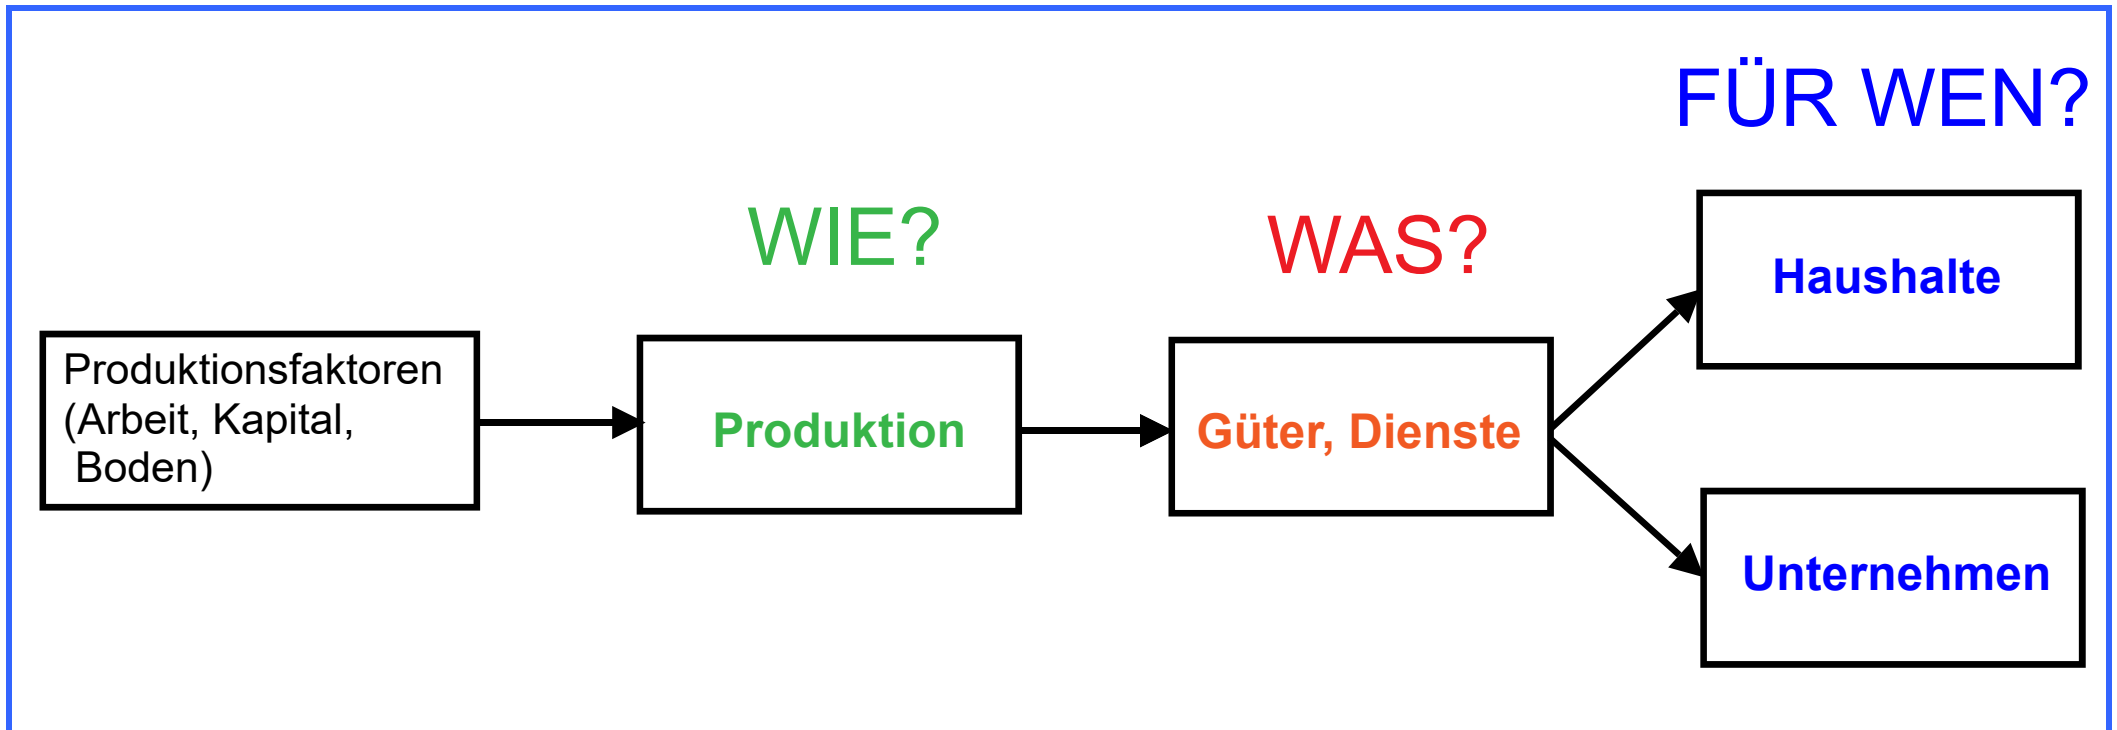 FÜR WEN?
WIE?
WAS?
Haushalte
Produktionsfaktoren
(Arbeit, Kapital,
Boden)
Produktion
Güter, Dienste
Unternehmen